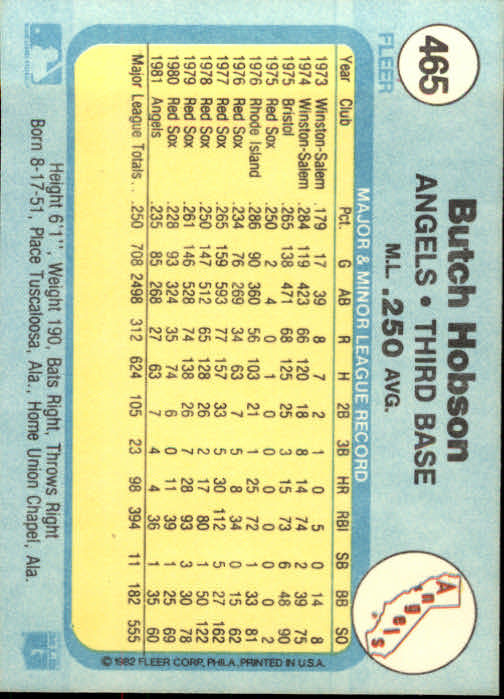 465
FLEER
Butch Hobson
ANGELS • THIRD BASE
M.L. .250 AVG.
Angels
MAJOR & MINOR LEAGUE RECORD
Year Club Pct. G AB R H 2B 3B HR RBI SB BB SO
1973 Winston-Salem .179 17 39 8 7 2 1 0 5 0 14 8
1974 Winston-Salem .284 119 423 66 120 18 8 14 74 2 39 75
1975 Bristol .265 138 471 68 125 25 3 15 73 6 48 90
1975 Red Sox .250 2 4 0 1 0 0 0 0 0 0 2
1976 Rhode Island .286 90 360 56 103 21 1 25 72 1 33 81
1976 Red Sox .234 76 269 34 63 7 5 8 34 0 15 62
1977 Red Sox .265 159 593 77 157 33 5 30 112 5 27 162
1978 Red Sox .250 147 512 65 128 26 2 17 80 1 50 122
1979 Red Sox .261 146 528 74 138 26 7 28 93 3 30 78
1980 Red Sox .228 93 324 35 74 6 0 11 39 1 25 69
1981 Angels .235 85 268 27 63 7 4 4 36 1 35 60
Major League Totals... .250 708 2498 312 624 105 23 98 394 11 182 555
© 1982 FLEER CORP., PHILA., PRINTED IN U.S.A.
Height 6'1", Weight 190, Bats Right, Throws Right
Born 8-17-51, Place Tuscaloosa, Ala., Home Union Chapel, Ala.